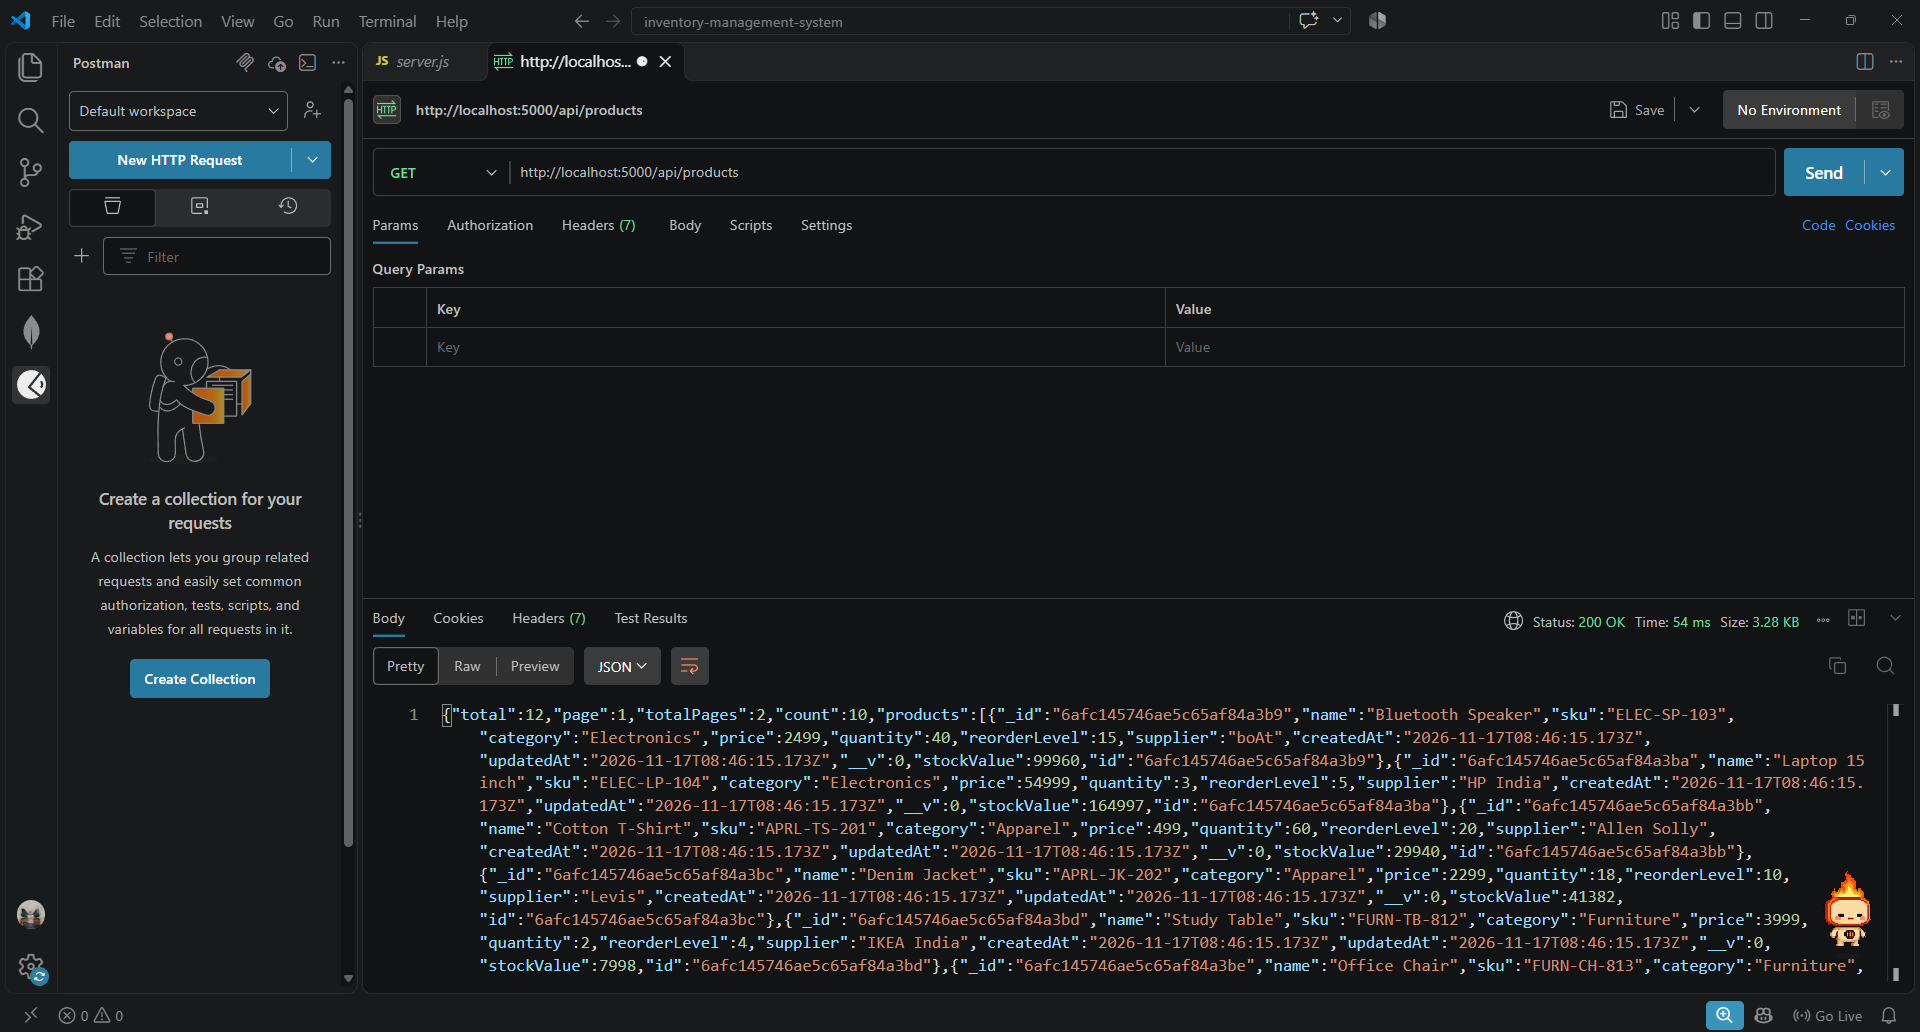 File Edit Selection View Go Run Terminal Help
inventory-management-system
Postman
JS server.js
HTTP http://localhos...
Default workspace
HTTP http://localhost:5000/api/products
Save
No Environment
New HTTP Request
GET http://localhost:5000/api/products
Send
Params Authorization Headers (7) Body Scripts Settings
Code Cookies
Filter
Query Params
Key Value
Key Value
Create a collection for your
requests
A collection lets you group related
requests and easily set common
authorization, tests, scripts, and
variables for all requests in it.
Create Collection
Body Cookies Headers (7) Test Results
Status: 200 OK Time: 54 ms Size: 3.28 KB
Pretty Raw Preview JSON
1 {"total":12,"page":1,"totalPages":2,"count":10,"products":[{"_id":"6afc145746ae5c65af84a3b9","name":"Bluetooth Speaker","sku":"ELEC-SP-103",
"category":"Electronics","price":2499,"quantity":40,"reorderLevel":15,"supplier":"boAt","createdAt":"2026-11-17T08:46:15.173Z",
"updatedAt":"2026-11-17T08:46:15.173Z","__v":0,"stockValue":99960,"id":"6afc145746ae5c65af84a3b9"},{"_id":"6afc145746ae5c65af84a3ba","name":"Laptop 15
inch","sku":"ELEC-LP-104","category":"Electronics","price":54999,"quantity":3,"reorderLevel":5,"supplier":"HP India","createdAt":"2026-11-17T08:46:15.
173Z","updatedAt":"2026-11-17T08:46:15.173Z","__v":0,"stockValue":164997,"id":"6afc145746ae5c65af84a3ba"},{"_id":"6afc145746ae5c65af84a3bb",
"name":"Cotton T-Shirt","sku":"APRL-TS-201","category":"Apparel","price":499,"quantity":60,"reorderLevel":20,"supplier":"Allen Solly",
"createdAt":"2026-11-17T08:46:15.173Z","updatedAt":"2026-11-17T08:46:15.173Z","__v":0,"stockValue":29940,"id":"6afc145746ae5c65af84a3bb"},
{"_id":"6afc145746ae5c65af84a3bc","name":"Denim Jacket","sku":"APRL-JK-202","category":"Apparel","price":2299,"quantity":18,"reorderLevel":10,
"supplier":"Levis","createdAt":"2026-11-17T08:46:15.173Z","updatedAt":"2026-11-17T08:46:15.173Z","__v":0,"stockValue":41382,
"id":"6afc145746ae5c65af84a3bc"},{"_id":"6afc145746ae5c65af84a3bd","name":"Study Table","sku":"FURN-TB-812","category":"Furniture","price":3999,
"quantity":2,"reorderLevel":4,"supplier":"IKEA India","createdAt":"2026-11-17T08:46:15.173Z","updatedAt":"2026-11-17T08:46:15.173Z","__v":0,
"stockValue":7998,"id":"6afc145746ae5c65af84a3bd"},{"_id":"6afc145746ae5c65af84a3be","name":"Office Chair","sku":"FURN-CH-813","category":"Furniture",
0 0
Go Live